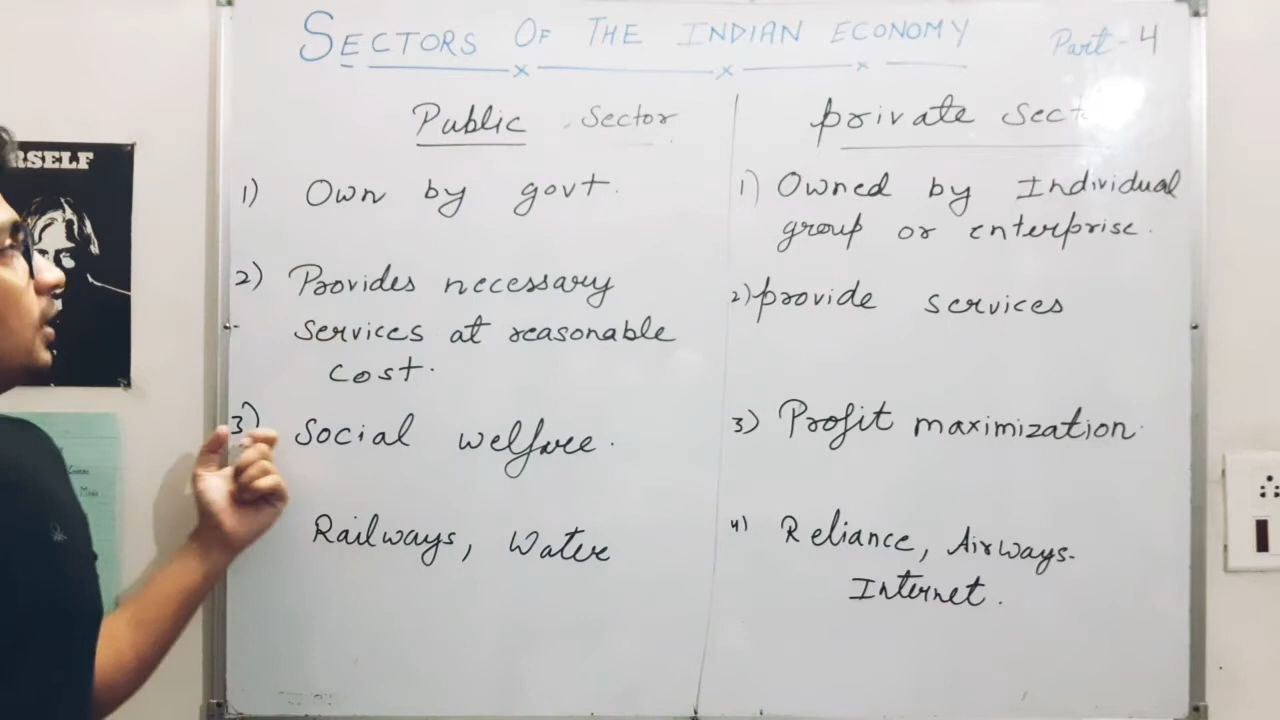 SECTORS OF THE INDIAN ECONOMY Part-4
Public Sector
1) Own by govt.
2) Provides necessary
services at reasonable
cost.
3) Social welfare.
Railways, Water
private Sect
1) Owned by Individual
group or enterprise.
2) provide services
3) Profit maximization.
4) Reliance, Airways.
Internet.
RSELF